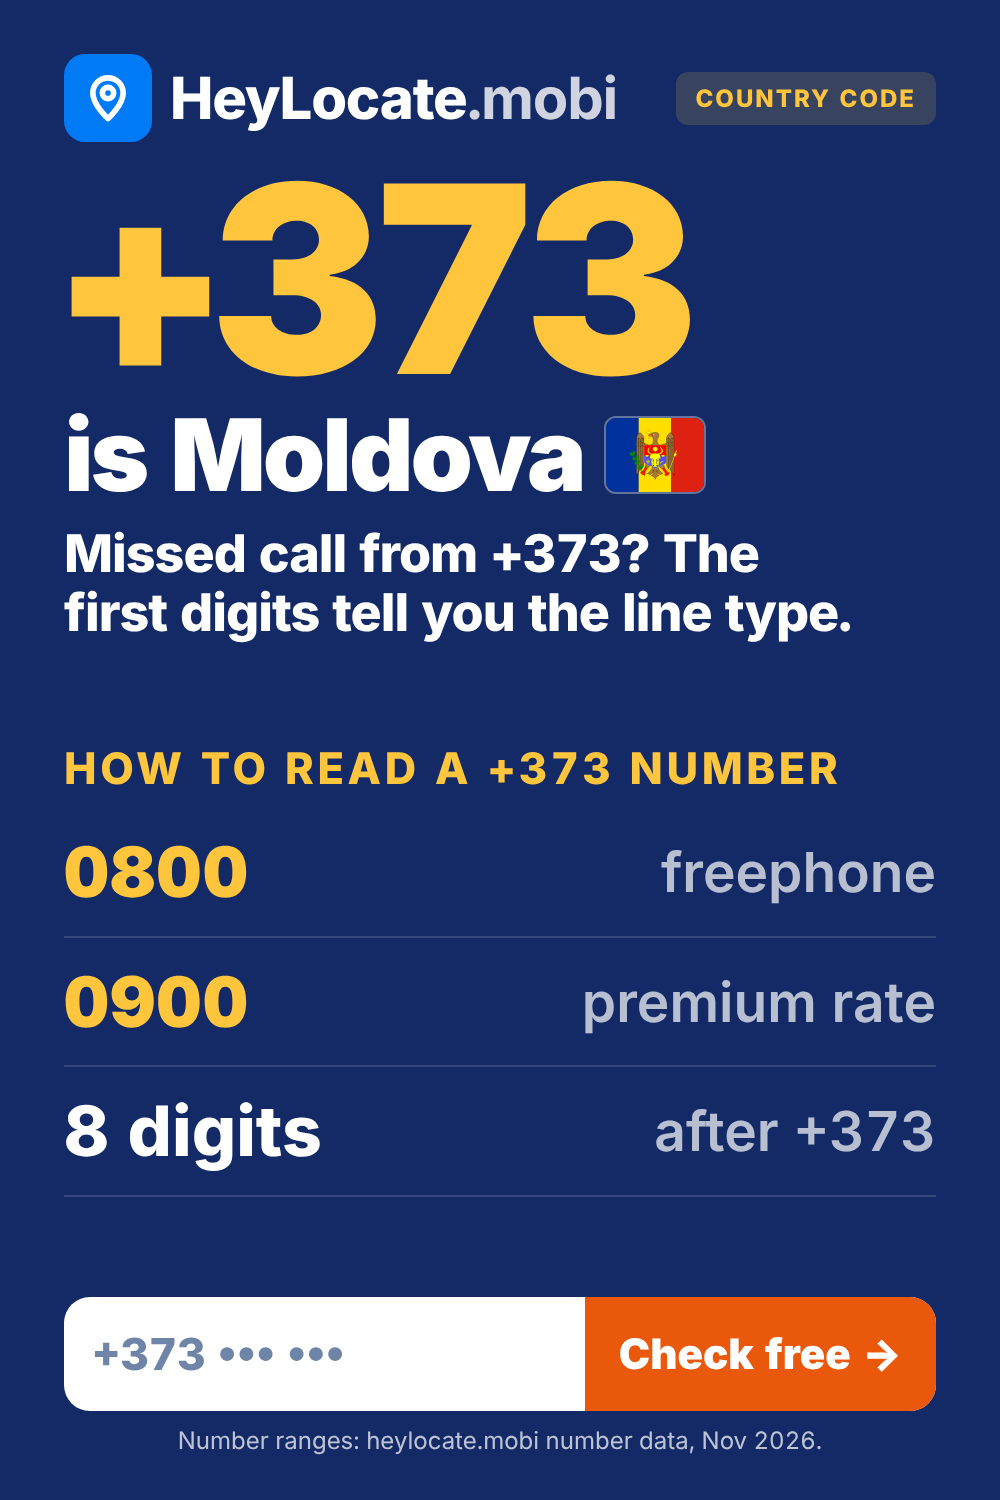 HeyLocate.mobi
COUNTRY CODE
+373
is Moldova
Missed call from +373? The
first digits tell you the line type.
HOW TO READ A +373 NUMBER
0800 freephone
0900 premium rate
8 digits after +373
+373 ••• •••
Check free →
Number ranges: heylocate.mobi number data, Nov 2026.